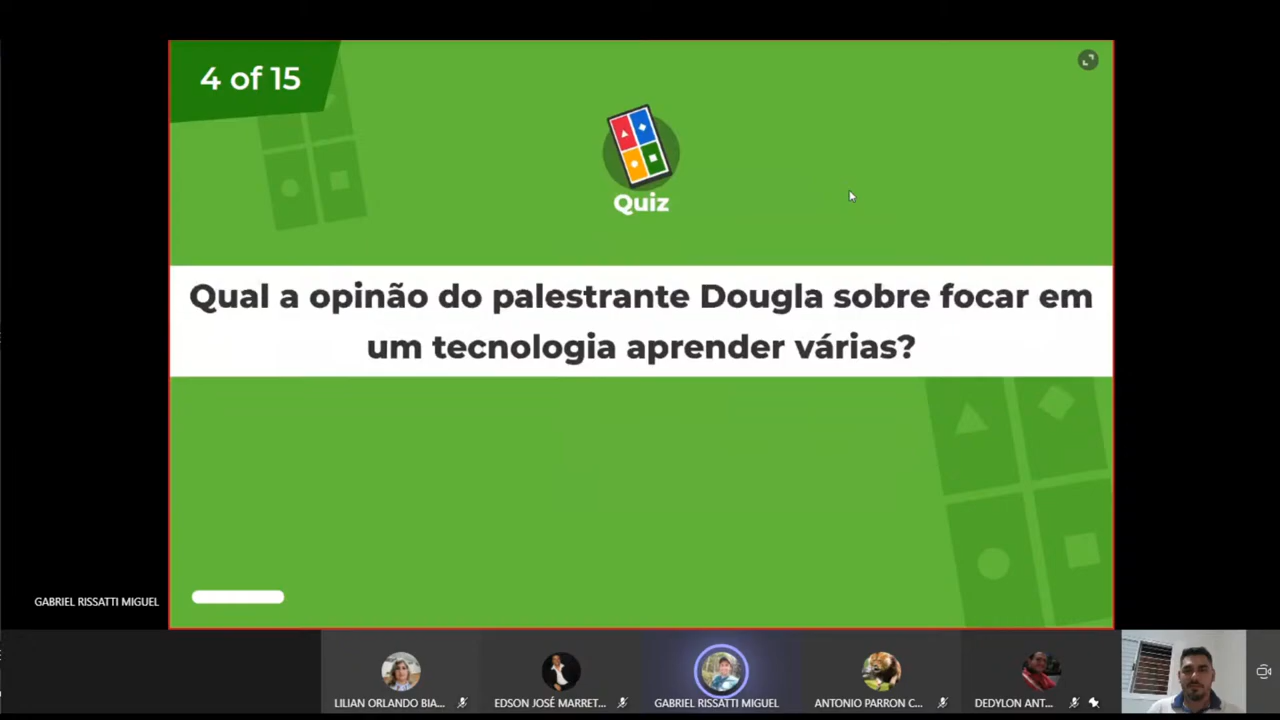 4 of 15
Quiz
Qual a opinão do palestrante Dougla sobre focar em
um tecnologia aprender várias?
GABRIEL RISSATTI MIGUEL
LILIAN ORLANDO BIA...
EDSON JOSÉ MARRET...
GABRIEL RISSATTI MIGUEL
ANTONIO PARRON C...
DEDYLON ANT...